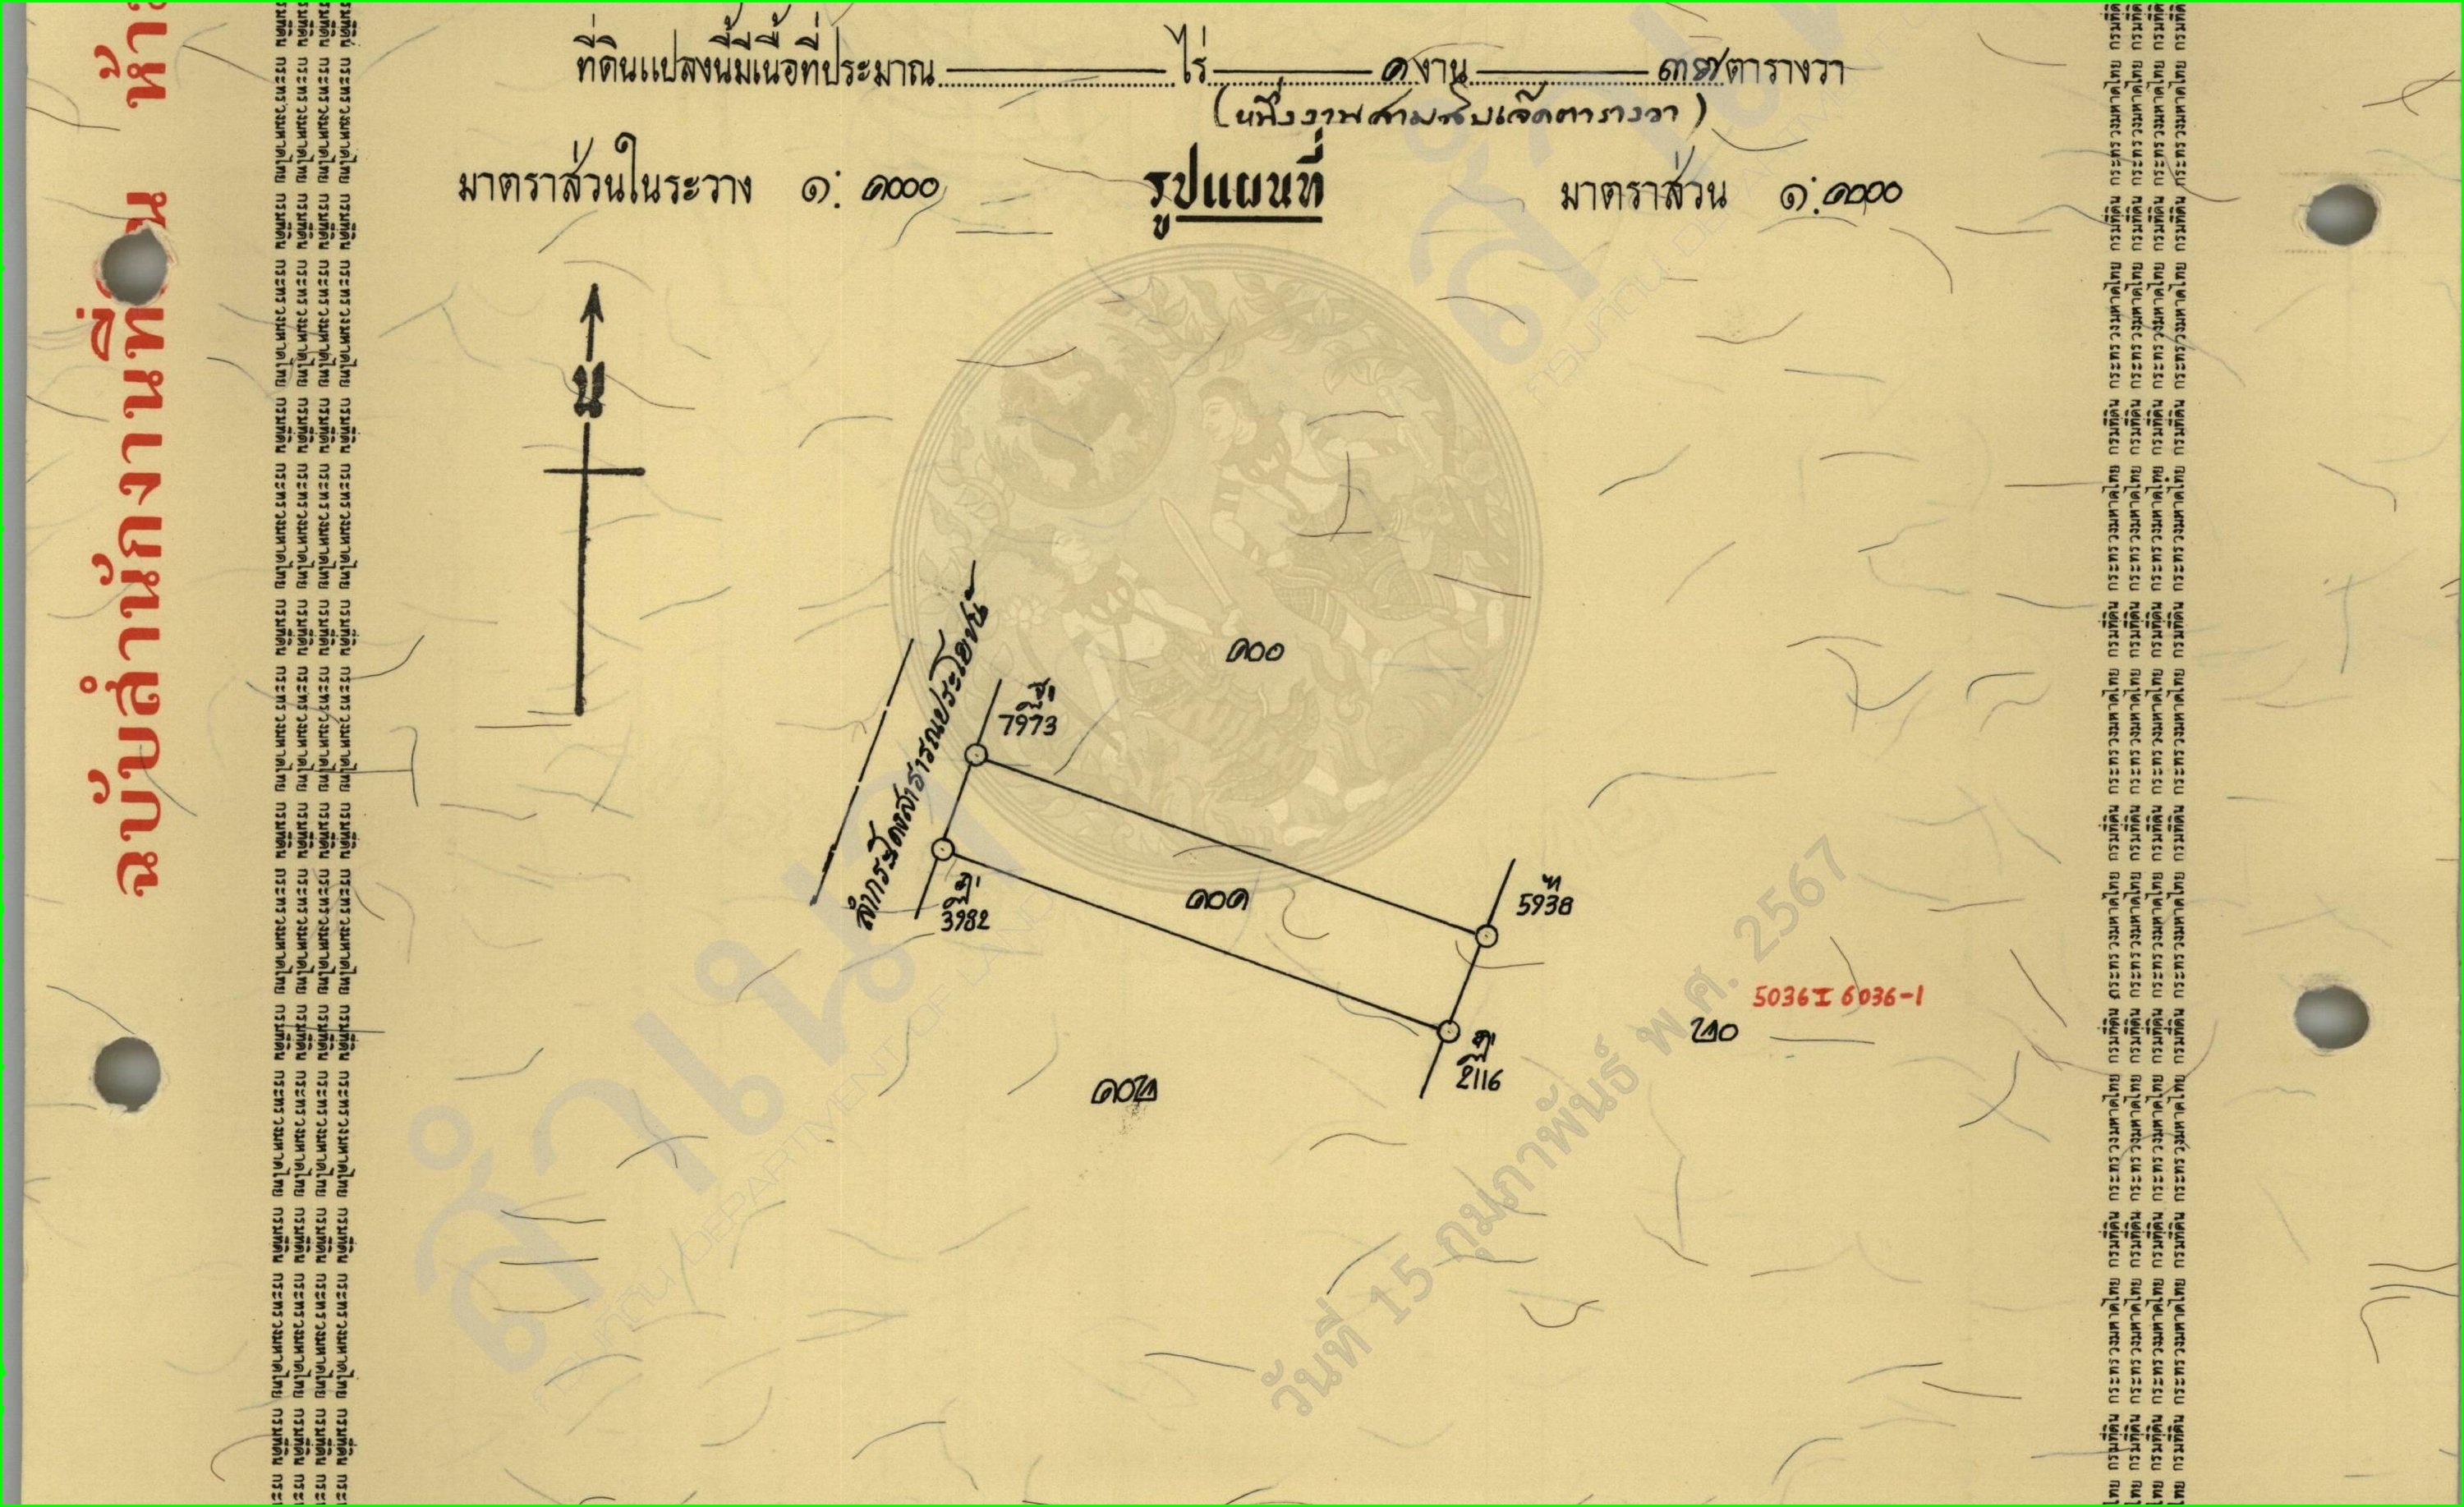 ที่ดินแปลงนี้มีเนื้อที่ประมาณ ไร่ ๑ งาน ๓๗ ตารางวา
(หนึ่งงานสามสิบเจ็ดตารางวา)
มาตราส่วนในระวาง ๑: ๑๐๐๐
รูปแผนที่
มาตราส่วน ๑:๑๐๐๐
น
ฉบับสำนักงานที่ดิน
ลำกระโดงสาธารณประโยชน์
๑๐๐
7973
3982
๑๐๑
5938
5036 I 6036-1
๒๐
2116
๑๐๒
สำเนา
กรมที่ดิน DEPARTMENT OF LAND
วันที่ 15 กุมภาพันธ์ พ.ศ. 2567
กรมที่ดิน กระทรวงมหาดไทย